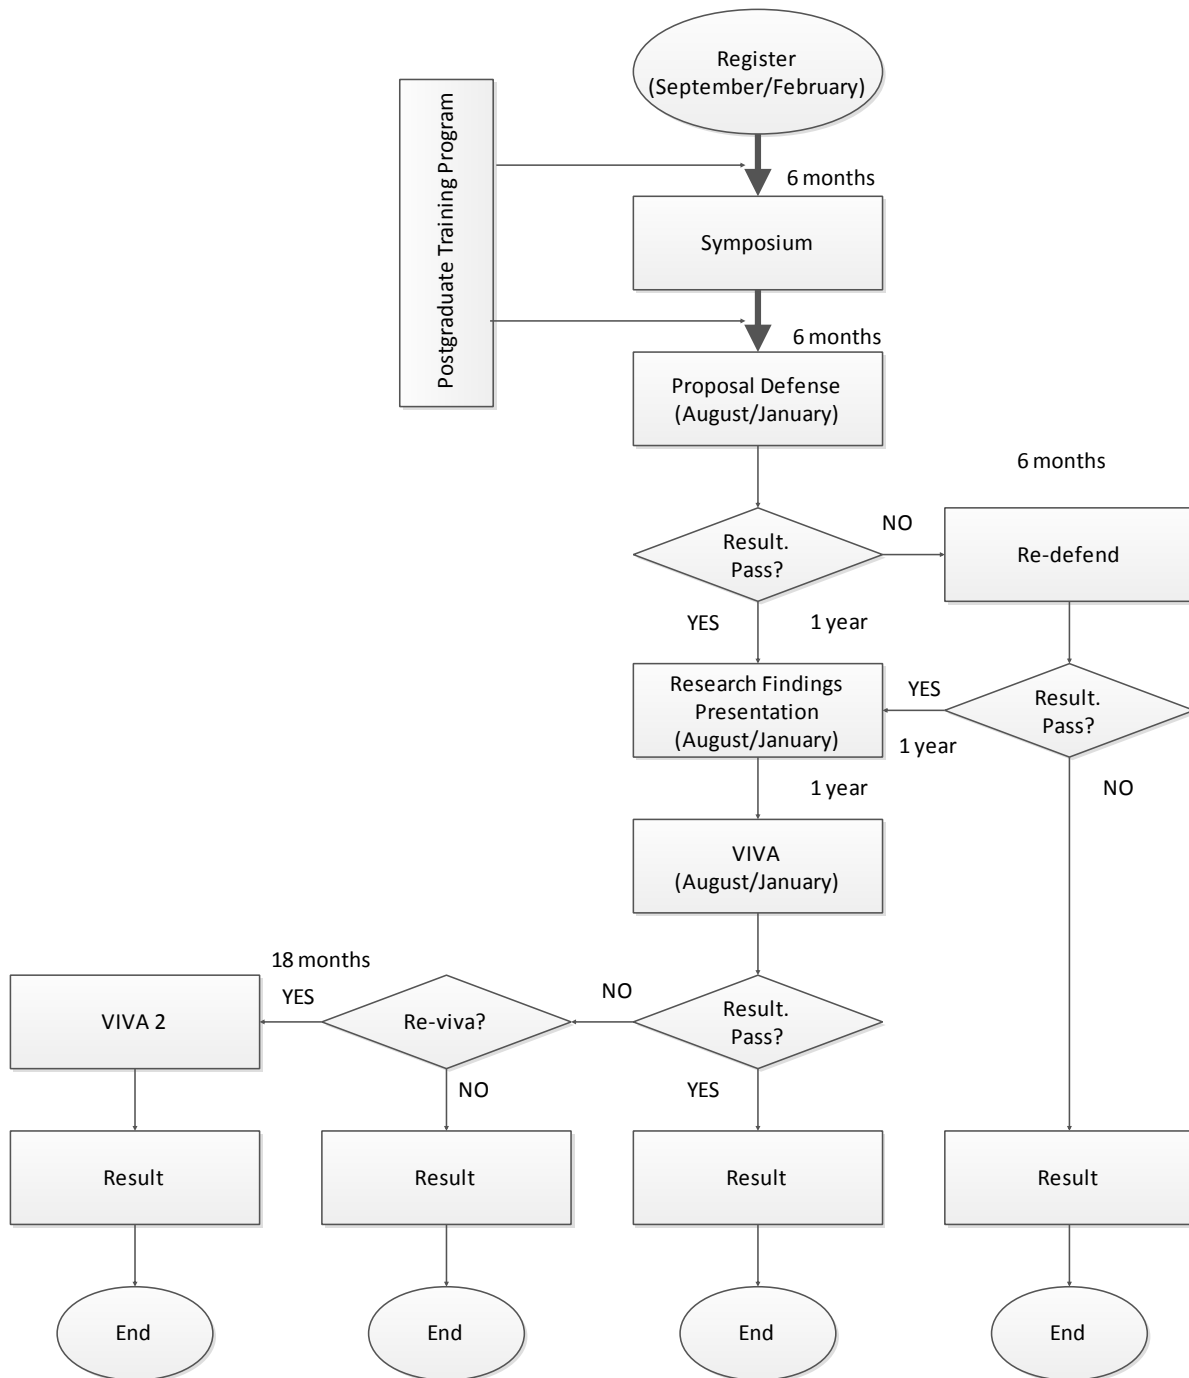 Register
(September/February)
Postgraduate Training Program
6 months
Symposium
6 months
Proposal Defense
(August/January)
6 months
Result.
Pass?
NO
Re-defend
YES
1 year
Research Findings
Presentation
(August/January)
YES
1 year
Result.
Pass?
NO
1 year
VIVA
(August/January)
18 months
VIVA 2
YES
Re-viva?
NO
Result.
Pass?
NO
YES
Result
Result
Result
Result
End
End
End
End